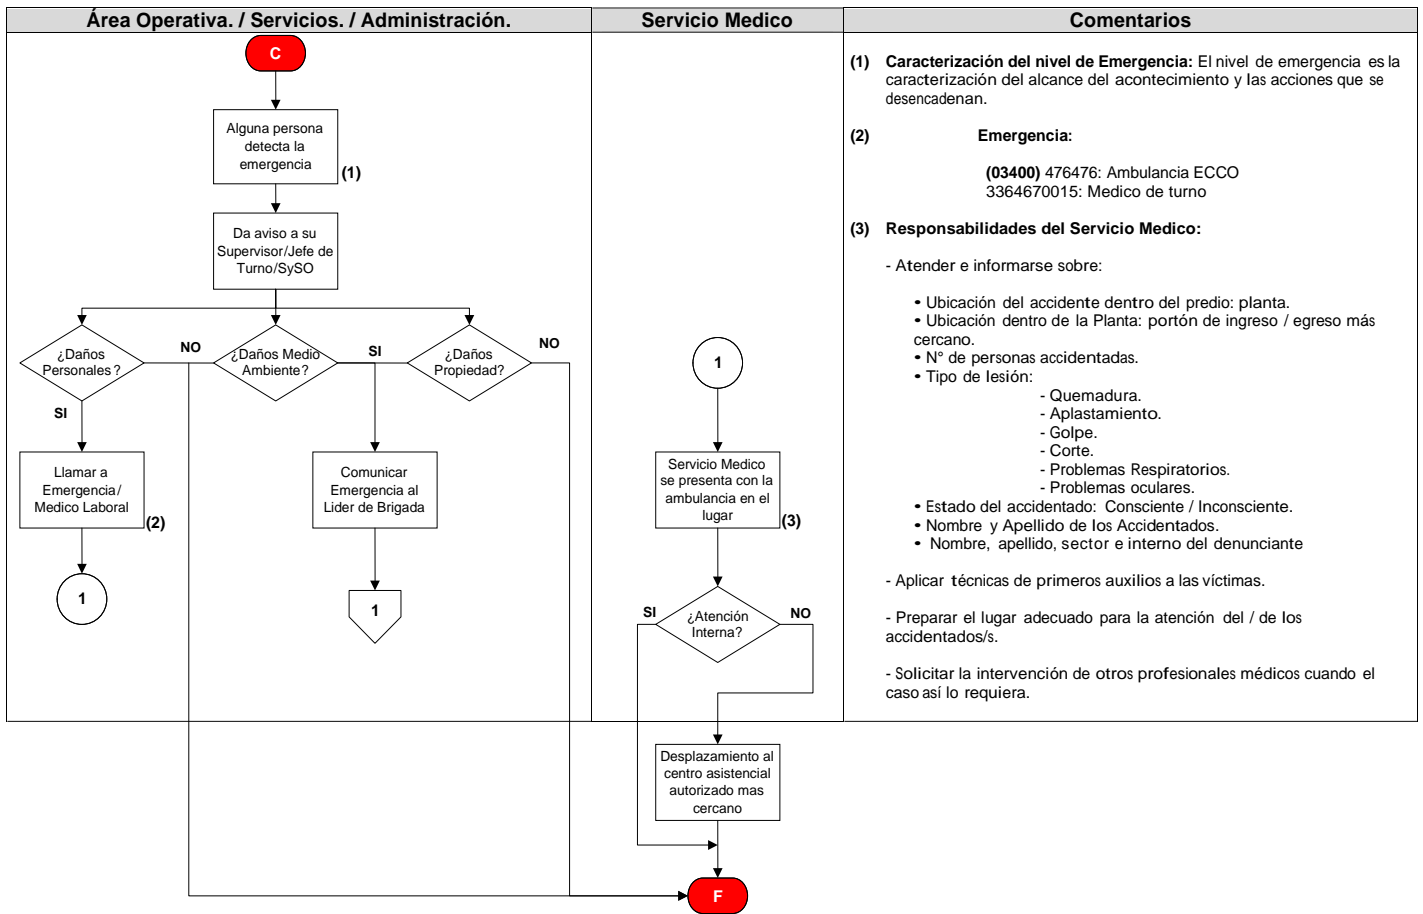 Área Operativa. / Servicios. / Administración.
Servicio Medico
Comentarios
C
Alguna persona
detecta la
emergencia
(1)
Da aviso a su
Supervisor/Jefe de
Turno/SySO
¿Daños
Personales?
NO
¿Daños Medio
Ambiente?
SI
¿Daños
Propiedad?
NO
SI
Llamar a
Emergencia/
Medico Laboral
(2)
Comunicar
Emergencia al
Lider de Brigada
1
1
1
Servicio Medico
se presenta con la
ambulancia en el
lugar
(3)
SI
¿Atención
Interna?
NO
Desplazamiento al
centro asistencial
autorizado mas
cercano
F
(1) Caracterización del nivel de Emergencia: El nivel de emergencia es la
caracterización del alcance del acontecimiento y las acciones que se
desencadenan.
(2) Emergencia:
(03400) 476476: Ambulancia ECCO
3364670015: Medico de turno
(3) Responsabilidades del Servicio Medico:
- Atender e informarse sobre:
• Ubicación del accidente dentro del predio: planta.
• Ubicación dentro de la Planta: portón de ingreso / egreso más
cercano.
• N° de personas accidentadas.
• Tipo de lesión:
- Quemadura.
- Aplastamiento.
- Golpe.
- Corte.
- Problemas Respiratorios.
- Problemas oculares.
• Estado del accidentado: Consciente / Inconsciente.
• Nombre y Apellido de los Accidentados.
• Nombre, apellido, sector e interno del denunciante
- Aplicar técnicas de primeros auxilios a las víctimas.
- Preparar el lugar adecuado para la atención del / de los
accidentados/s.
- Solicitar la intervención de otros profesionales médicos cuando el
caso así lo requiera.